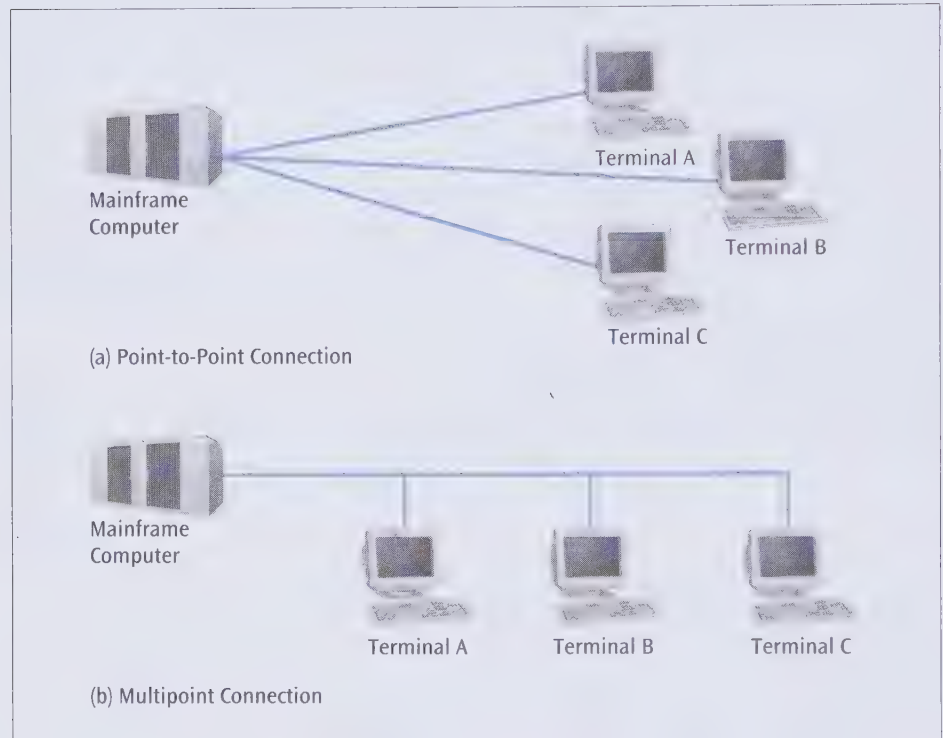 Terminal A
Mainframe
Computer
Terminal B
Terminal C
(a) Point-to-Point Connection
Mainframe
Computer
Terminal A Terminal B Terminal C
(b) Multipoint Connection